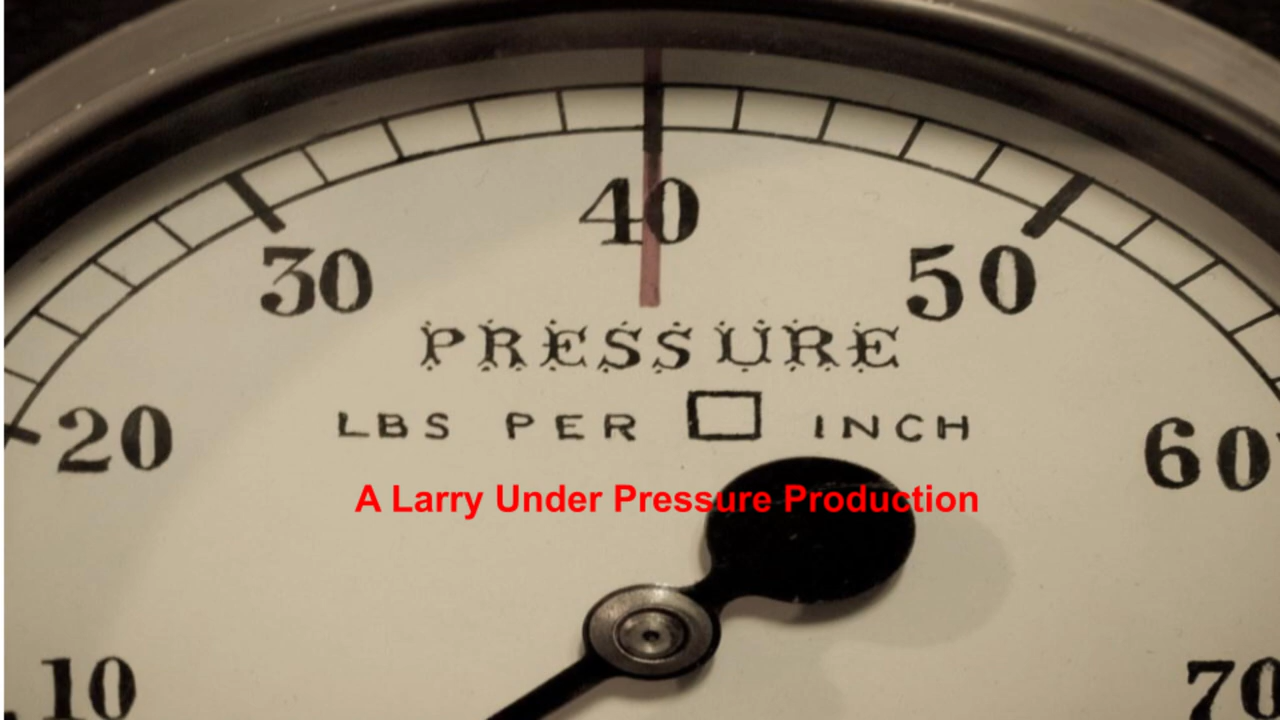 40
30 50
PRESSURE
LBS PER □ INCH
20 60
A Larry Under Pressure Production
10 70